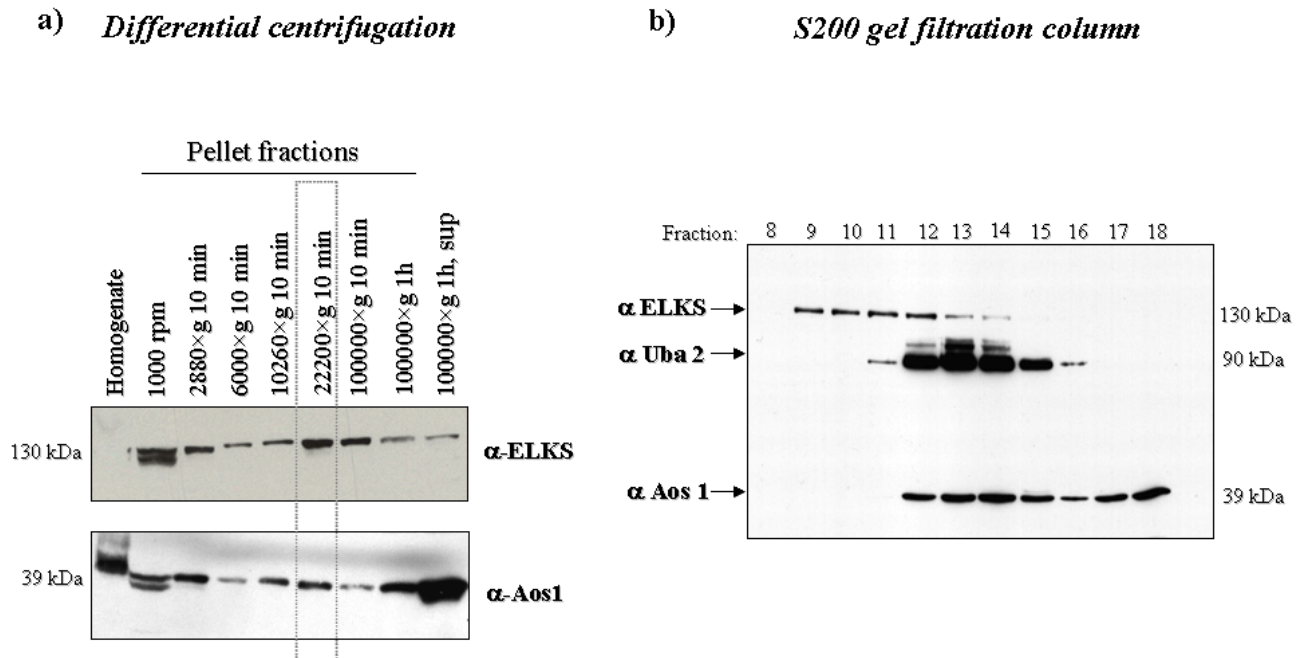 a) Differential centrifugation
Pellet fractions
Homogenate
1000 rpm
2880×g 10 min
6000×g 10 min
10260×g 10 min
22200×g 10 min
100000×g 10 min
100000×g 1h
100000×g 1h, sup
130 kDa
α-ELKS
39 kDa
α-Aos1
b) S200 gel filtration column
Fraction: 8 9 10 11 12 13 14 15 16 17 18
α ELKS
130 kDa
α Uba 2
90 kDa
α Aos 1
39 kDa